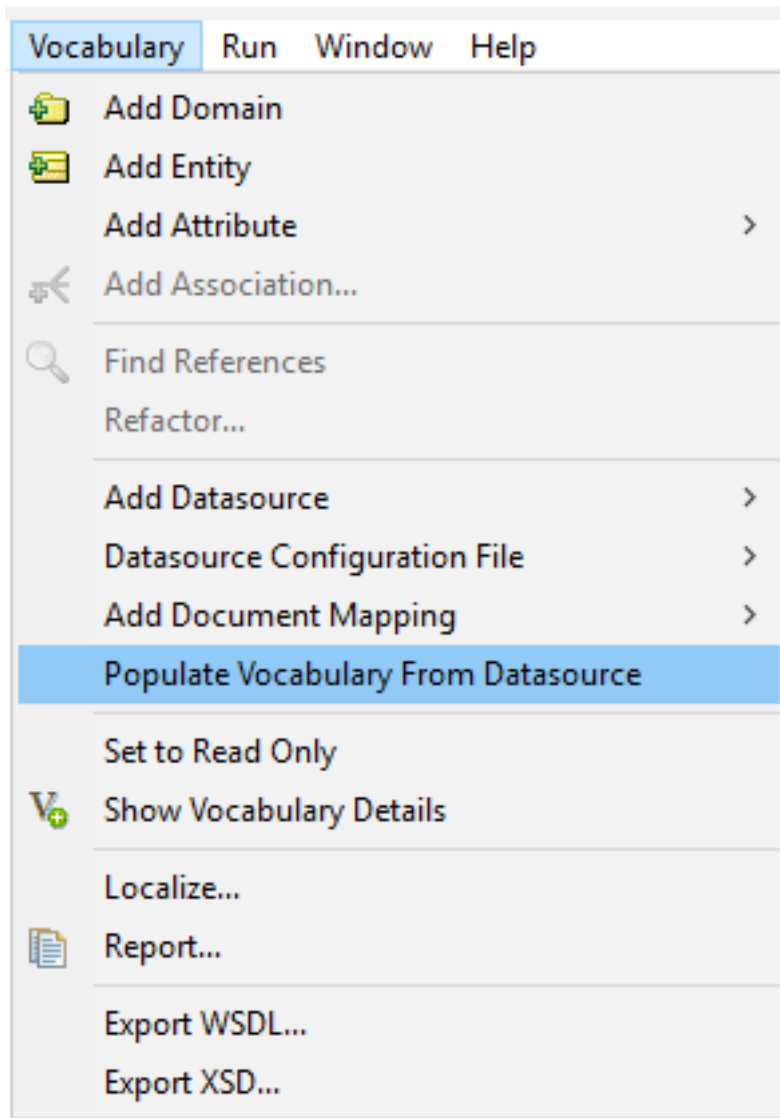 Vocabulary Run Window Help
Add Domain
Add Entity
Add Attribute
Add Association...
Find References
Refactor...
Add Datasource
Datasource Configuration File
Add Document Mapping
Populate Vocabulary From Datasource
Set to Read Only
Show Vocabulary Details
Localize...
Report...
Export WSDL...
Export XSD...